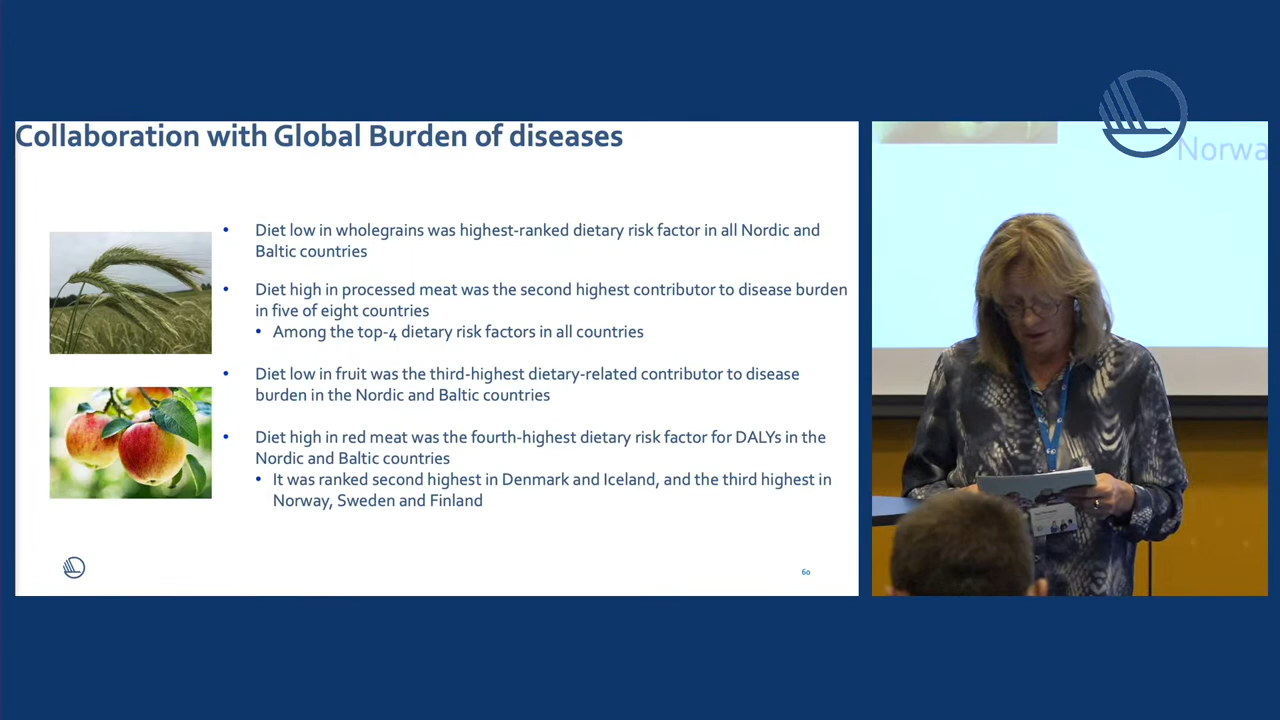 Collaboration with Global Burden of diseases
• Diet low in wholegrains was highest-ranked dietary risk factor in all Nordic and
Baltic countries
• Diet high in processed meat was the second highest contributor to disease burden
in five of eight countries
• Among the top-4 dietary risk factors in all countries
• Diet low in fruit was the third-highest dietary-related contributor to disease
burden in the Nordic and Baltic countries
• Diet high in red meat was the fourth-highest dietary risk factor for DALYs in the
Nordic and Baltic countries
• It was ranked second highest in Denmark and Iceland, and the third highest in
Norway, Sweden and Finland
60
Norwa